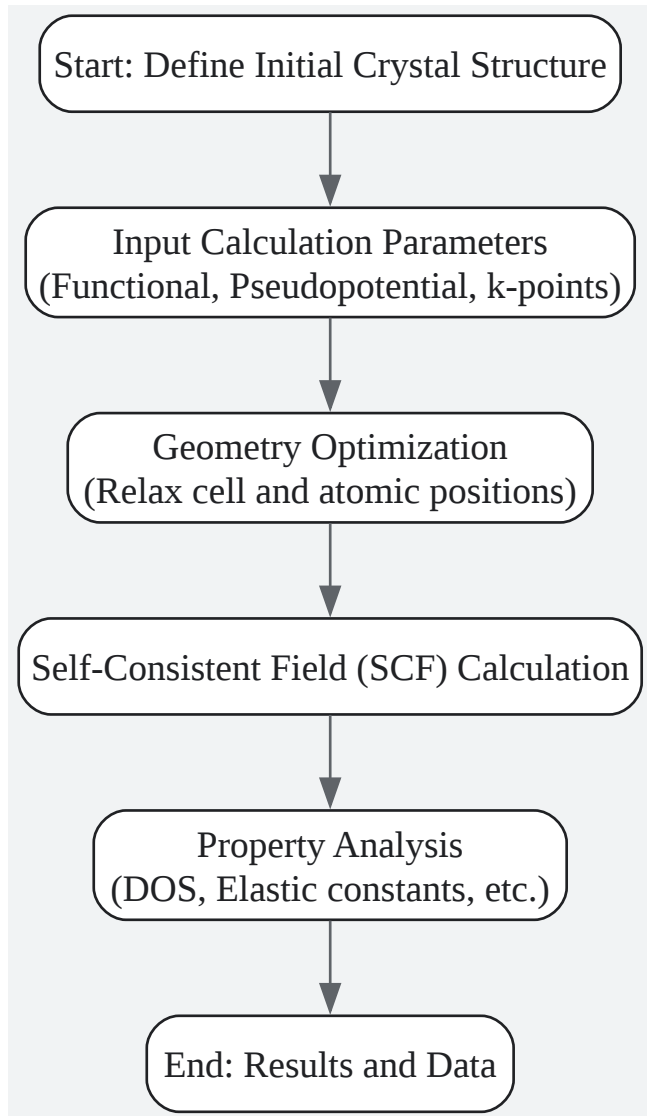 Start: Define Initial Crystal Structure
Input Calculation Parameters
(Functional, Pseudopotential, k-points)
Geometry Optimization
(Relax cell and atomic positions)
Self-Consistent Field (SCF) Calculation
Property Analysis
(DOS, Elastic constants, etc.)
End: Results and Data